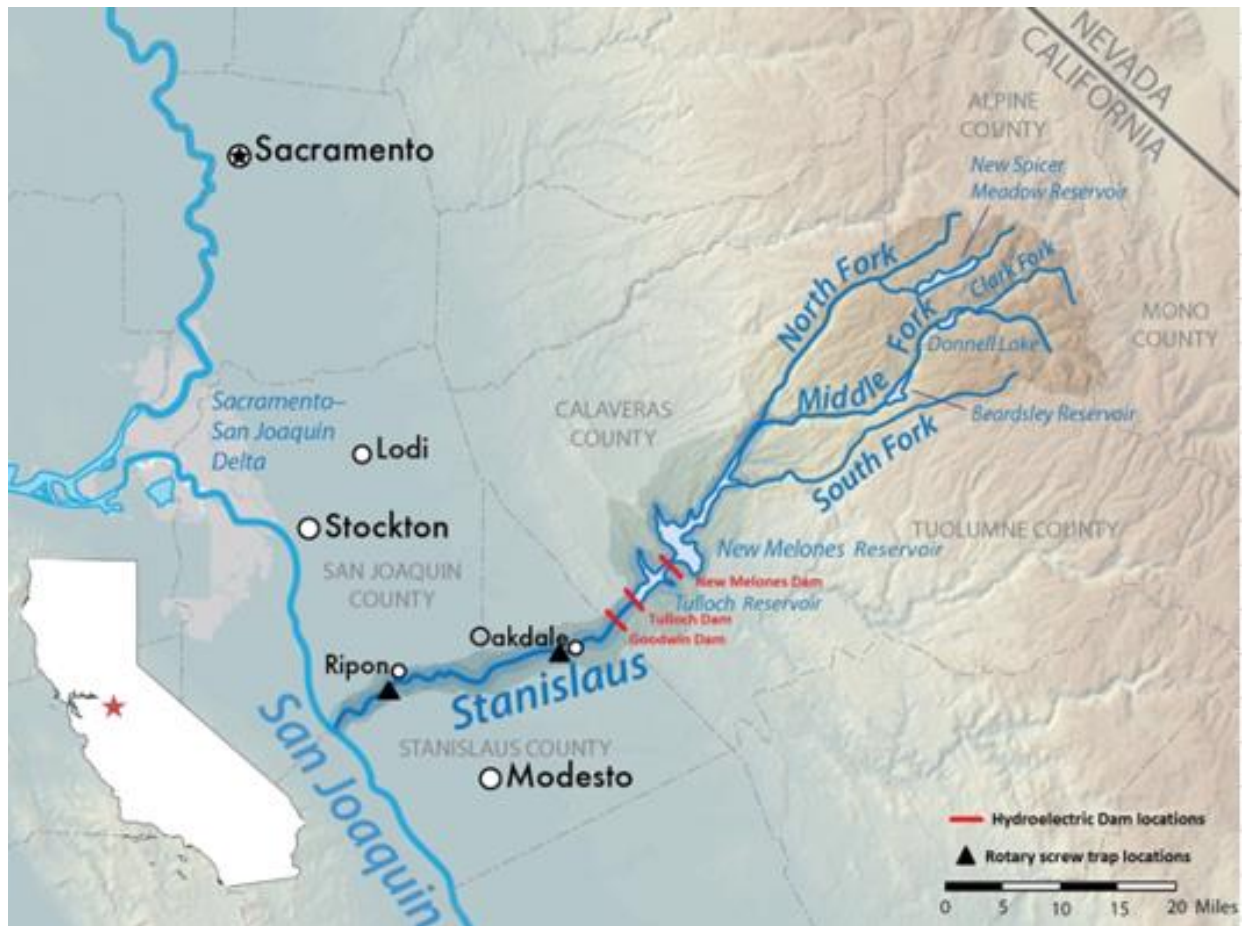 NEVADA
CALIFORNIA
ALPINE
COUNTY
Sacramento
New Spicer
Meadow Reservoir
North Fork
Clark Fork
MONO
COUNTY
Fork
Donnell Lake
Middle
Sacramento–
San Joaquin
Delta
CALAVERAS
COUNTY
Beardsley Reservoir
Lodi
South Fork
Stockton
TUOLUMNE COUNTY
New Melones Reservoir
SAN JOAQUIN
COUNTY
New Melones Dam
Tulloch Reservoir
Tulloch Dam
Oakdale
Goodwin Dam
Ripon
Stanislaus
San Joaquin
STANISLAUS COUNTY
Modesto
Hydroelectric Dam locations
Rotary screw trap locations
0 5 10 15 20 Miles